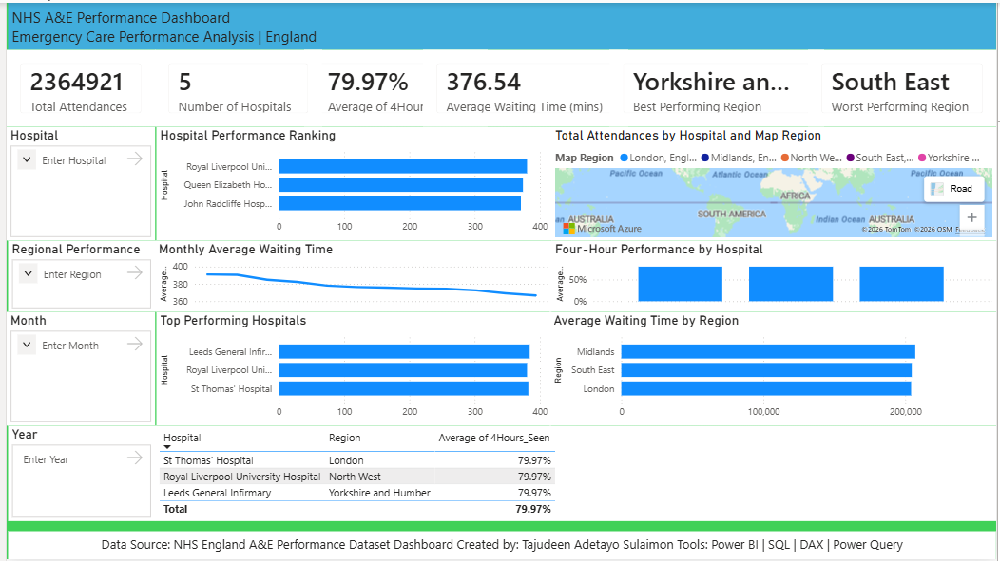 NHS A&E Performance Dashboard
Emergency Care Performance Analysis | England
2364921
Total Attendances
5
Number of Hospitals
79.97%
Average of 4Hour
376.54
Average Waiting Time (mins)
Yorkshire an...
Best Performing Region
South East
Worst Performing Region
Hospital
Enter Hospital
Hospital Performance Ranking
Hospital
Royal Liverpool Uni...
Queen Elizabeth Ho...
John Radcliffe Hosp...
0 100 200 300 400
Total Attendances by Hospital and Map Region
Map Region London, Engl... Midlands, En... North We... South East,... Yorkshire ...
Pacific Ocean Atlantic Ocean Pacific Ocean
AFRICA
Road
SOUTH AMERICA
AUSTRALIA Indian Ocean AUSTRALIA
+
Microsoft Azure
©2026 TomTom ©2026 OSM
Regional Performance
Enter Region
Monthly Average Waiting Time
Average..
400
380
360
Four-Hour Performance by Hospital
Average..
50%
0%
Month
Enter Month
Top Performing Hospitals
Hospital
Leeds General Infir...
Royal Liverpool Uni...
St Thomas' Hospital
0 100 200 300 400
Average Waiting Time by Region
Region
Midlands
South East
London
0 100,000 200,000
Year
Enter Year
Hospital Region Average of 4Hours_Seen
St Thomas' Hospital London 79.97%
Royal Liverpool University Hospital North West 79.97%
Leeds General Infirmary Yorkshire and Humber 79.97%
Total 79.97%
Data Source: NHS England A&E Performance Dataset Dashboard Created by: Tajudeen Adetayo Sulaimon Tools: Power BI | SQL | DAX | Power Query